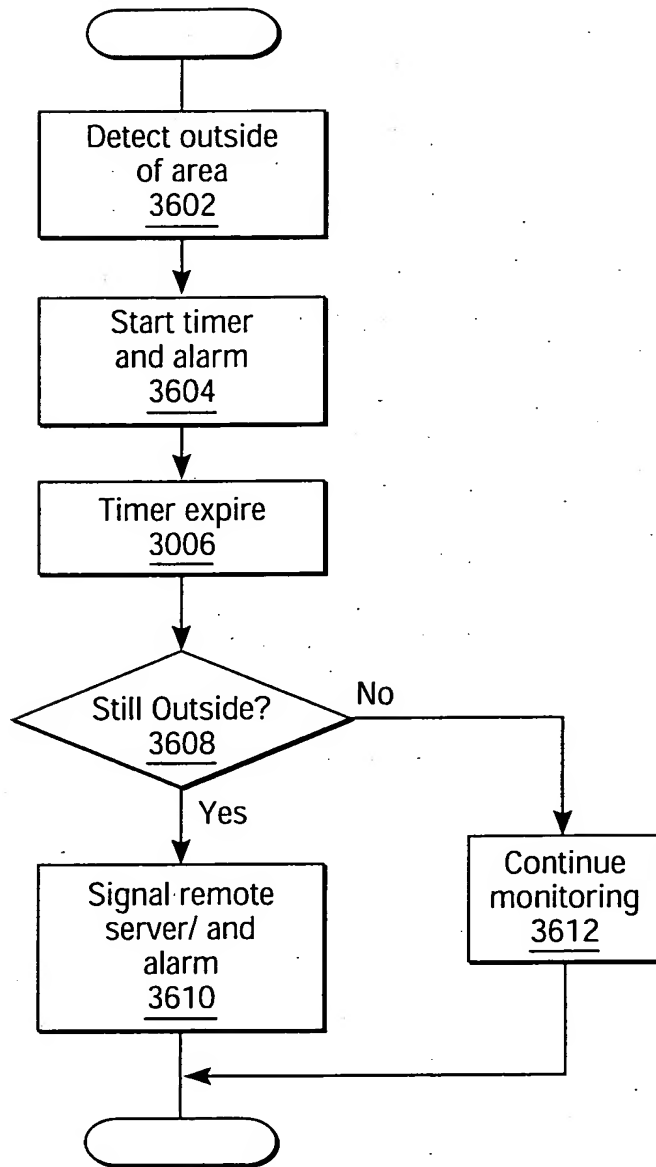 Detect outside
of area
3602
Start timer
and alarm
3604
Timer expire
3006
Still Outside?
3608
No
Yes
Signal remote
server/ and
alarm
3610
Continue
monitoring
3612